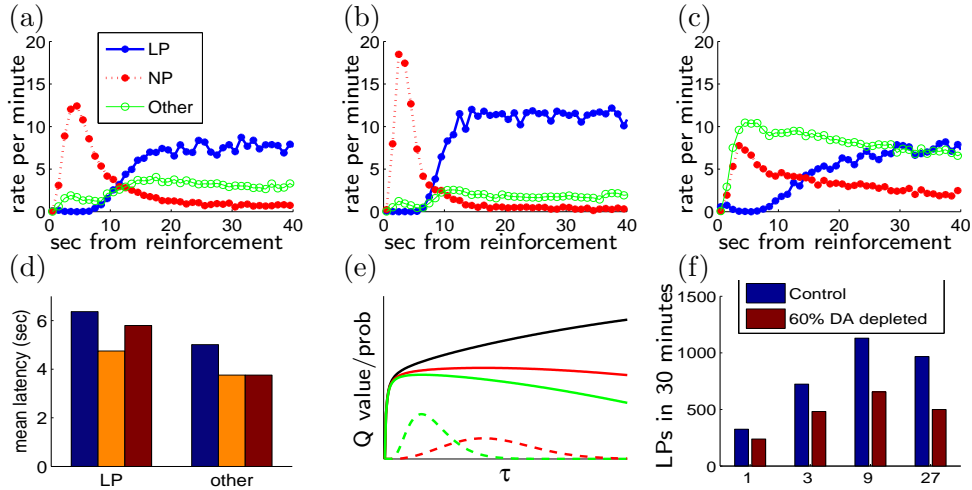 (a)
rate per minute
20
15
10
5
0
0
10
20
30
40
sec from reinforcement
LP
NP
Other
(b)
rate per minute
20
15
10
5
0
0
10
20
30
40
sec from reinforcement
(c)
rate per minute
20
15
10
5
0
0
10
20
30
40
sec from reinforcement
(d)
mean latency (sec)
6
4
2
0
LP
other
(e)
Q value/prob
τ
(f)
LPs in 30 minutes
1500
1000
500
0
Control
60% DA depleted
1
3
9
27